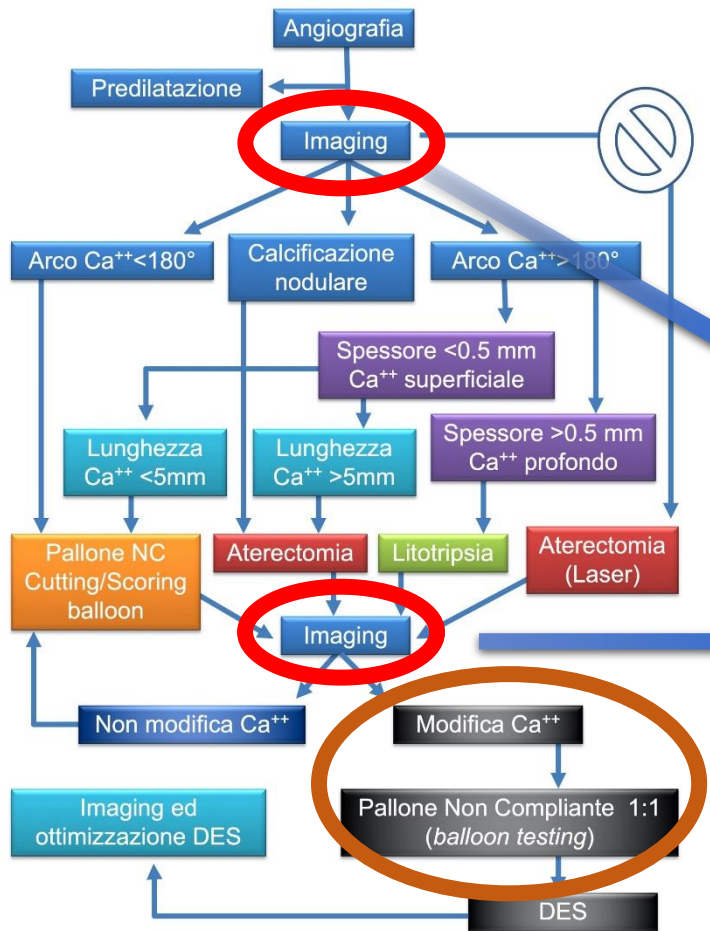 Angiografia
Predilatazione
Imaging
Arco Ca⁺⁺<180°
Calcificazione
nodulare
Arco Ca⁺⁺>180°
Spessore <0.5 mm
Ca⁺⁺ superficiale
Lunghezza
Ca⁺⁺ <5mm
Lunghezza
Ca⁺⁺ >5mm
Spessore >0.5 mm
Ca⁺⁺ profondo
Pallone NC
Cutting/Scoring
balloon
Aterectomia
Litotripsia
Aterectomia
(Laser)
Imaging
Non modifica Ca⁺⁺
Modifica Ca⁺⁺
Imaging ed
ottimizzazione DES
Pallone Non Compliante 1:1
(balloon testing)
DES